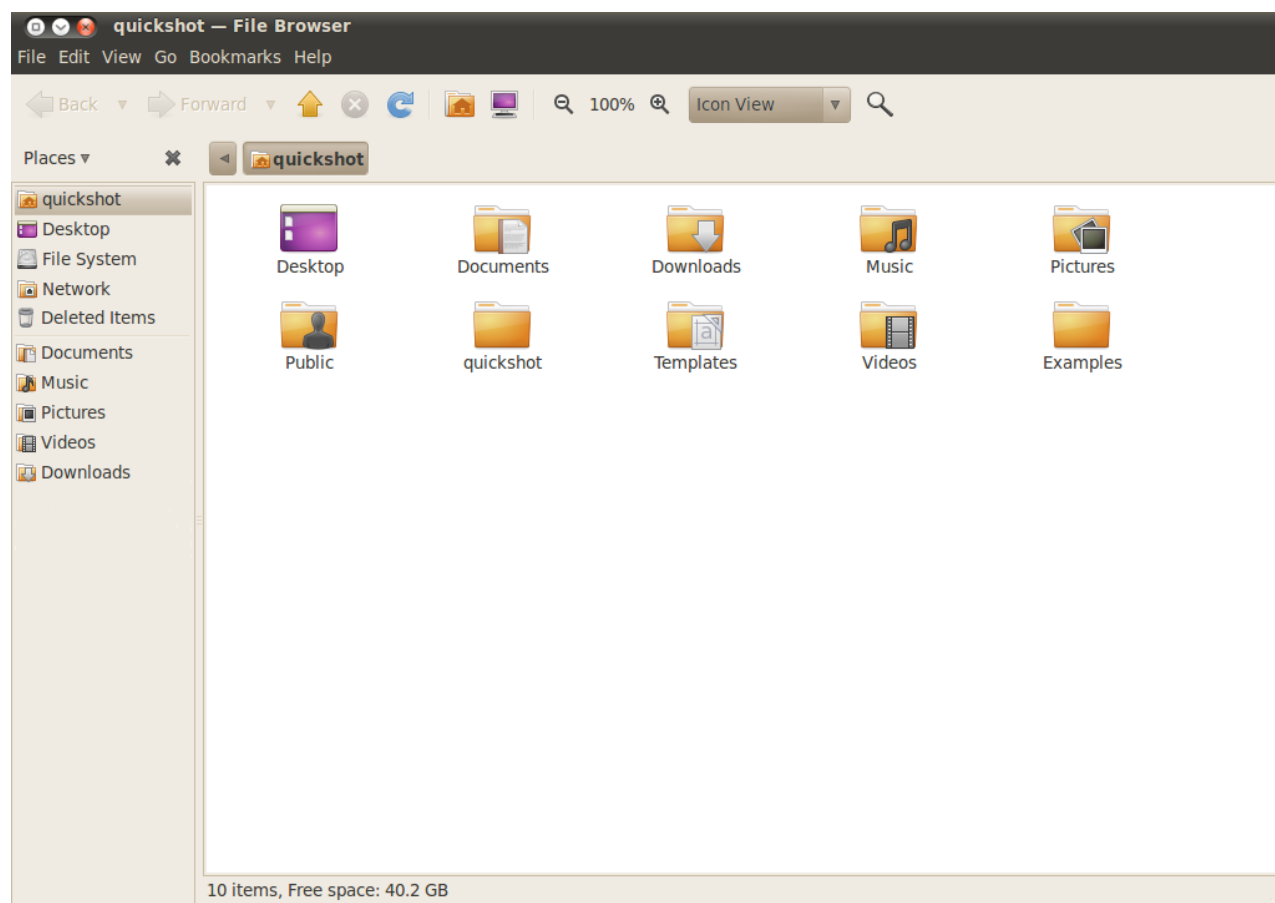 quickshot — File Browser
File Edit View Go Bookmarks Help
Back Forward 100% Icon View
Places quickshot
quickshot
Desktop
File System
Network
Deleted Items
Documents
Music
Pictures
Videos
Downloads
Desktop Documents Downloads Music Pictures
Public quickshot Templates Videos Examples
10 items, Free space: 40.2 GB